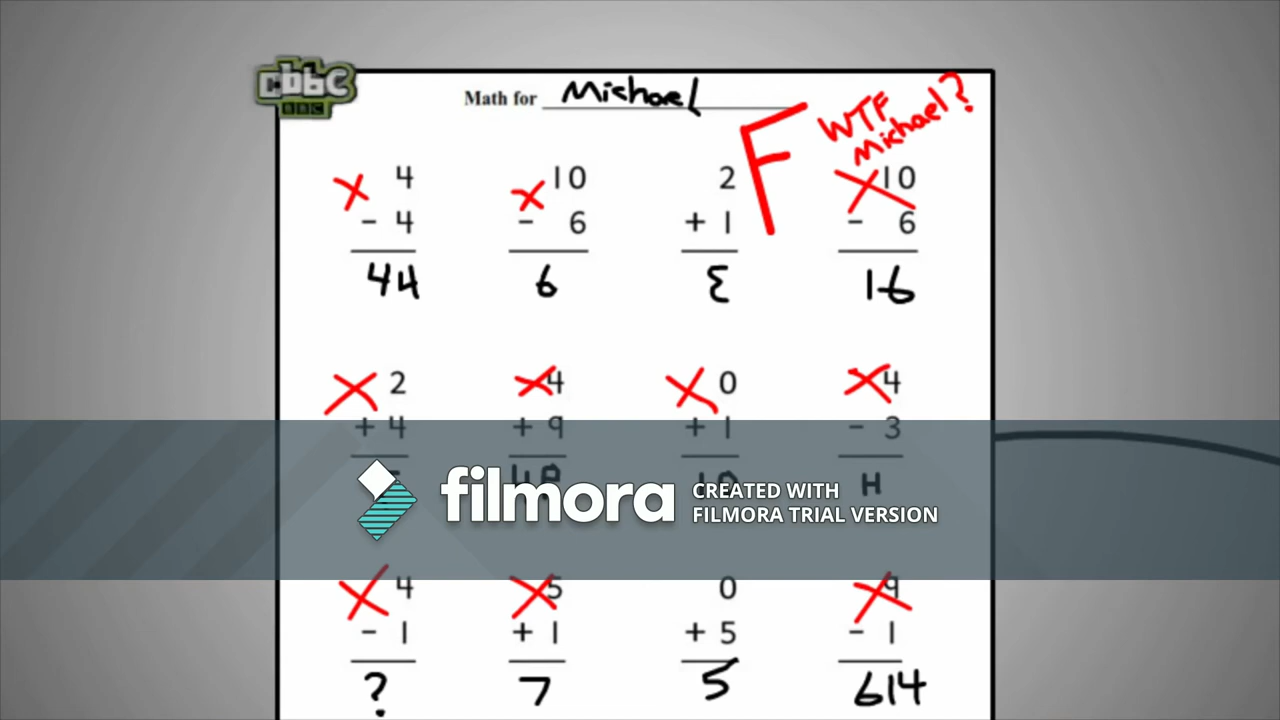 cbbc
BBC
Math for Michael
F
WTF
Michael?
4 10 2 10
- 4 - 6 + 1 - 6
44 6 Ɛ 16
2 4 0 4
+ 4 + 9 + 1 - 3
H
filmora CREATED WITH
FILMORA TRIAL VERSION
4 5 0 9
- 1 + 1 + 5 - 1
? 7 5 614